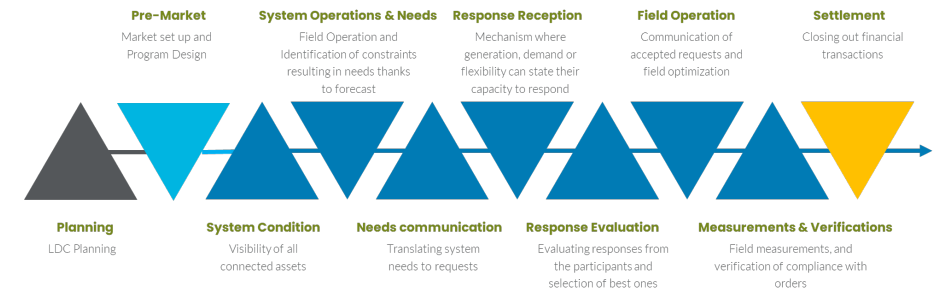 Pre-Market
Market set up and
Program Design
System Operations & Needs
Field Operation and
Identification of constraints
resulting in needs thanks
to forecast
Response Reception
Mechanism where
generation, demand or
flexibility can state their
capacity to respond
Field Operation
Communication of
accepted requests and
field optimization
Settlement
Closing out financial
transactions
Planning
LDC Planning
System Condition
Visibility of all
connected assets
Needs communication
Translating system
needs to requests
Response Evaluation
Evaluating responses from
the participants and
selection of best ones
Measurements & Verifications
Field measurements, and
verification of compliance with
orders